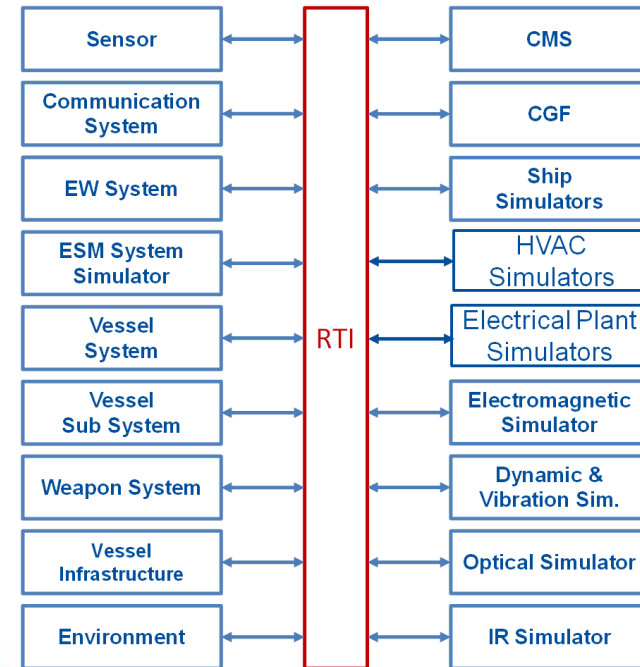 Sensor
Communication
System
EW System
ESM System
Simulator
Vessel
System
Vessel
Sub System
Weapon System
Vessel
Infrastructure
Environment
RTI
CMS
CGF
Ship
Simulators
HVAC
Simulators
Electrical Plant
Simulators
Electromagnetic
Simulator
Dynamic &
Vibration Sim.
Optical Simulator
IR Simulator